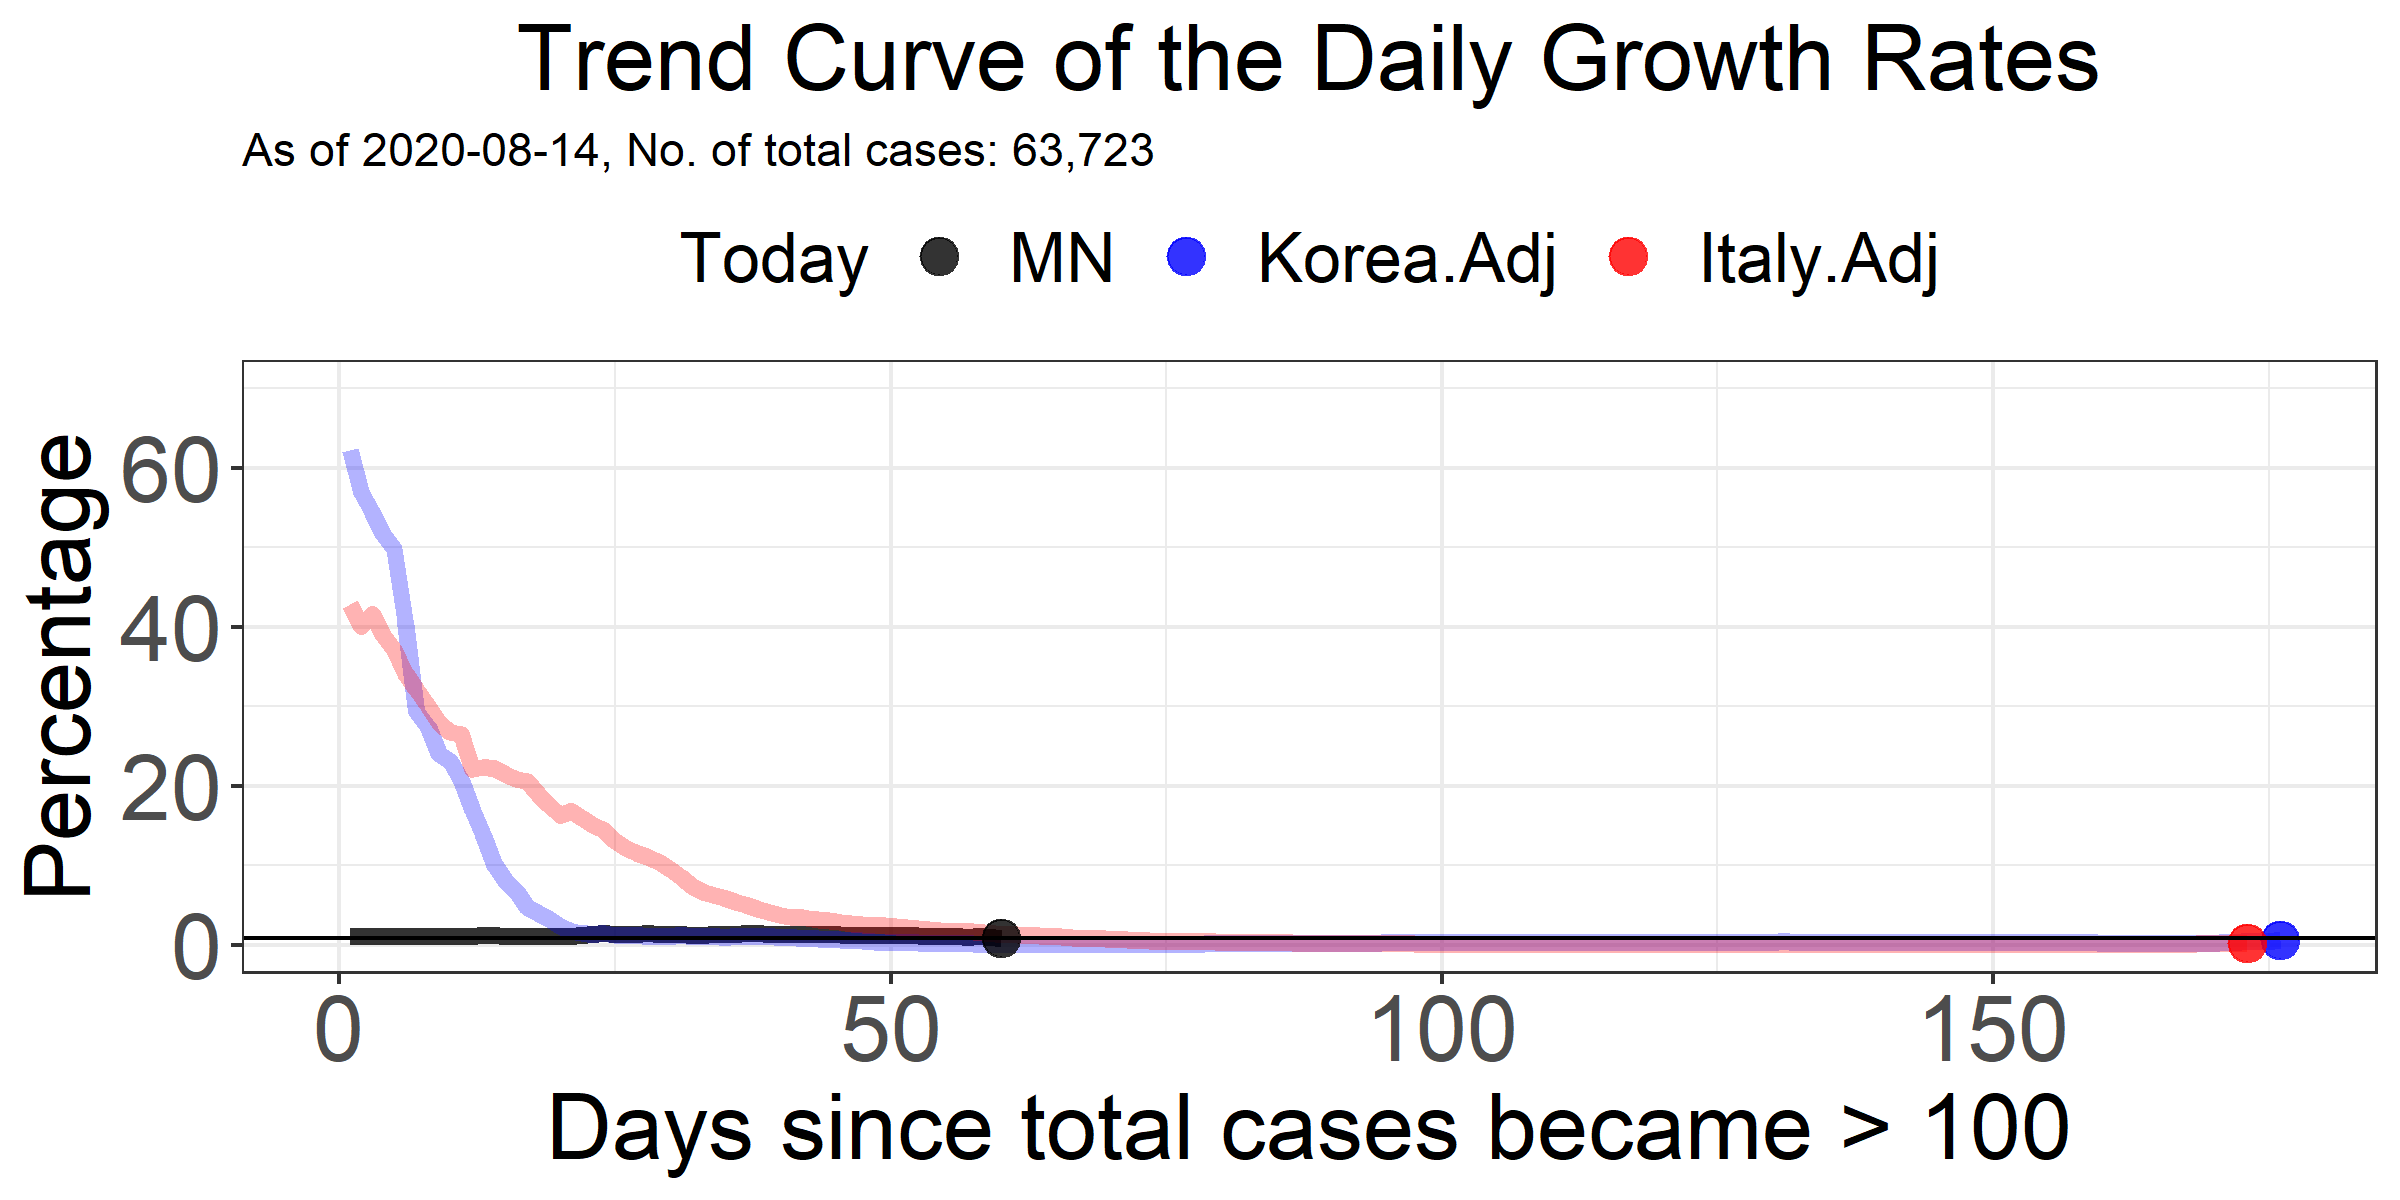 Trend Curve of the Daily Growth Rates
As of 2020-08-14, No. of total cases: 63,723
Today MN Korea.Adj Italy.Adj
Percentage
60
40
20
0
0 50 100 150
Days since total cases became > 100